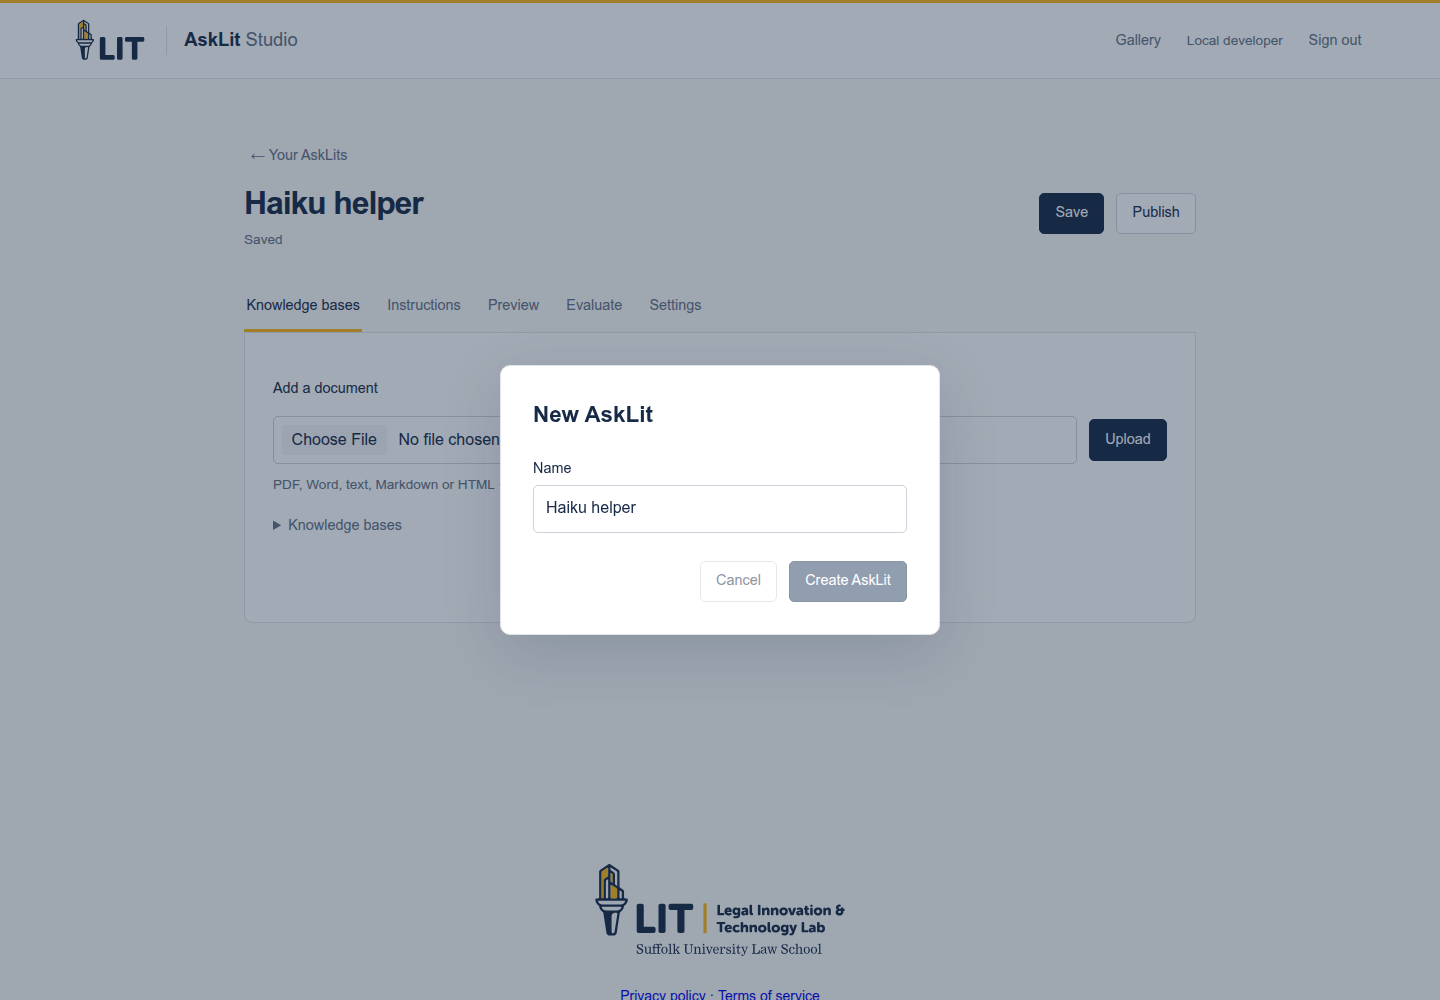 LIT
AskLit Studio
Gallery
Local developer
Sign out
← Your AskLits
Haiku helper
Saved
Save
Publish
Knowledge bases
Instructions
Preview
Evaluate
Settings
Add a document
Choose File
No file chosen
Upload
PDF, Word, text, Markdown or HTML
Knowledge bases
New AskLit
Name
Haiku helper
Cancel
Create AskLit
LIT
Legal Innovation &
Technology Lab
Suffolk University Law School
Privacy policy · Terms of service